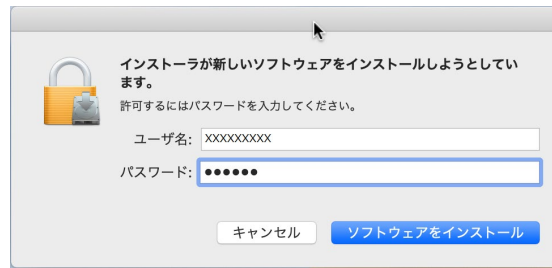 インストーラが新しいソフトウェアをインストールしようとしてい
ます。
許可するにはパスワードを入力してください。
ユーザ名: XXXXXXXXX
パスワード: ●●●●●●
キャンセル ソフトウェアをインストール